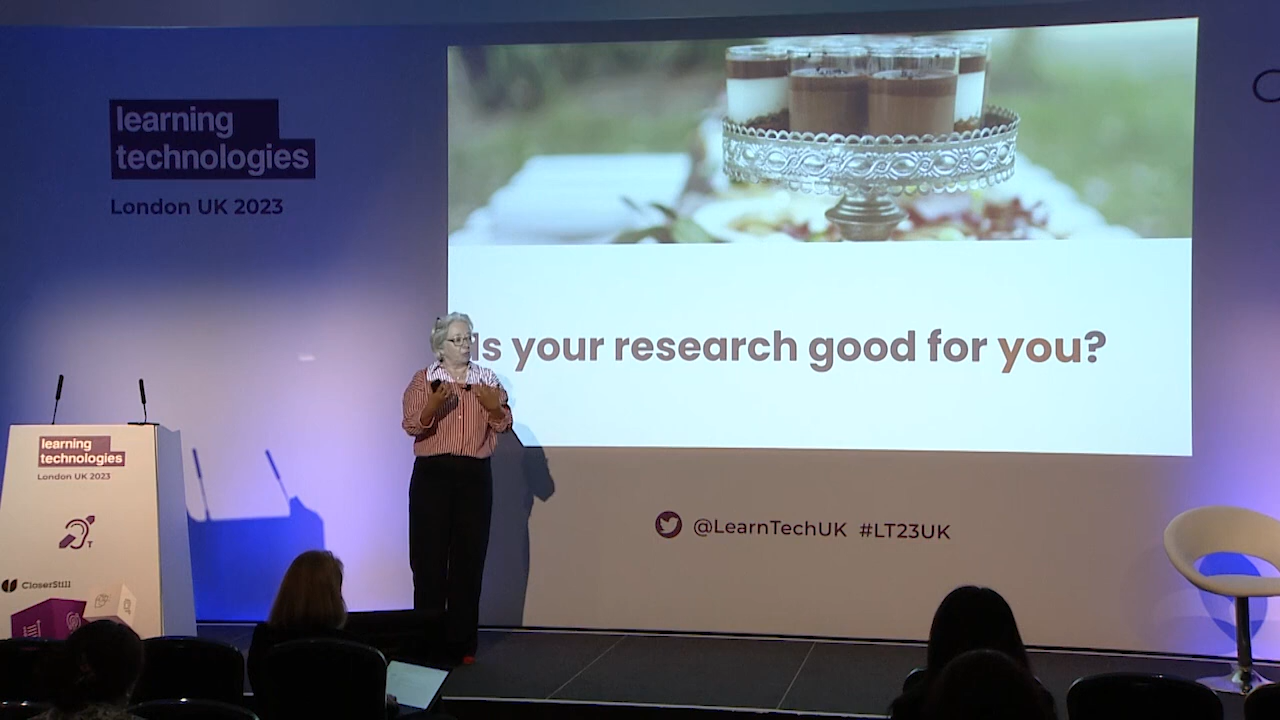 learning
technologies
London UK 2023
Is your research good for you?
@LearnTechUK #LT23UK
learning
technologies
London UK 2023
T
CloserStill